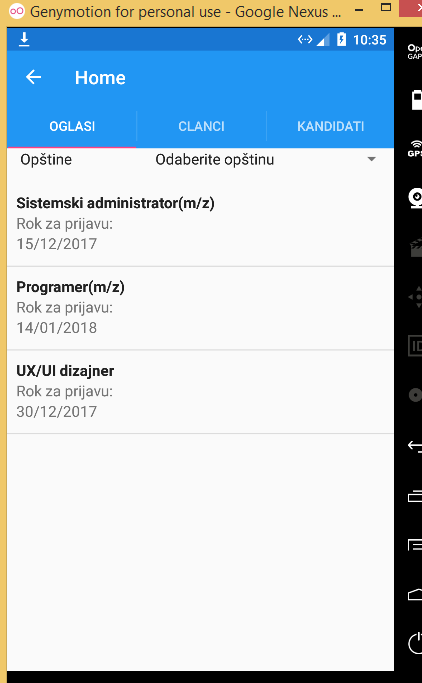 Genymotion for personal use - Google Nexus ...
10:35
Home
OGLASI CLANCI KANDIDATI
Opštine Odaberite opštinu
Sistemski administrator(m/z)
Rok za prijavu:
15/12/2017
Programer(m/z)
Rok za prijavu:
14/01/2018
UX/UI dizajner
Rok za prijavu:
30/12/2017
GPS
ID